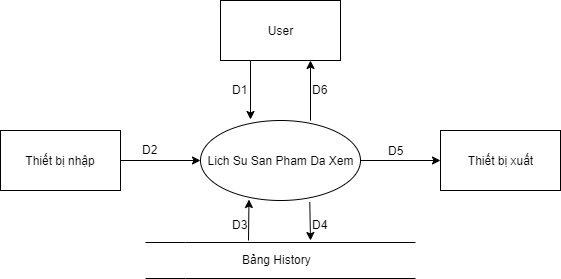 User
D1
D6
D2
D5
Thiết bị nhập
Lich Su San Pham Da Xem
Thiết bị xuất
D3
D4
Bảng History